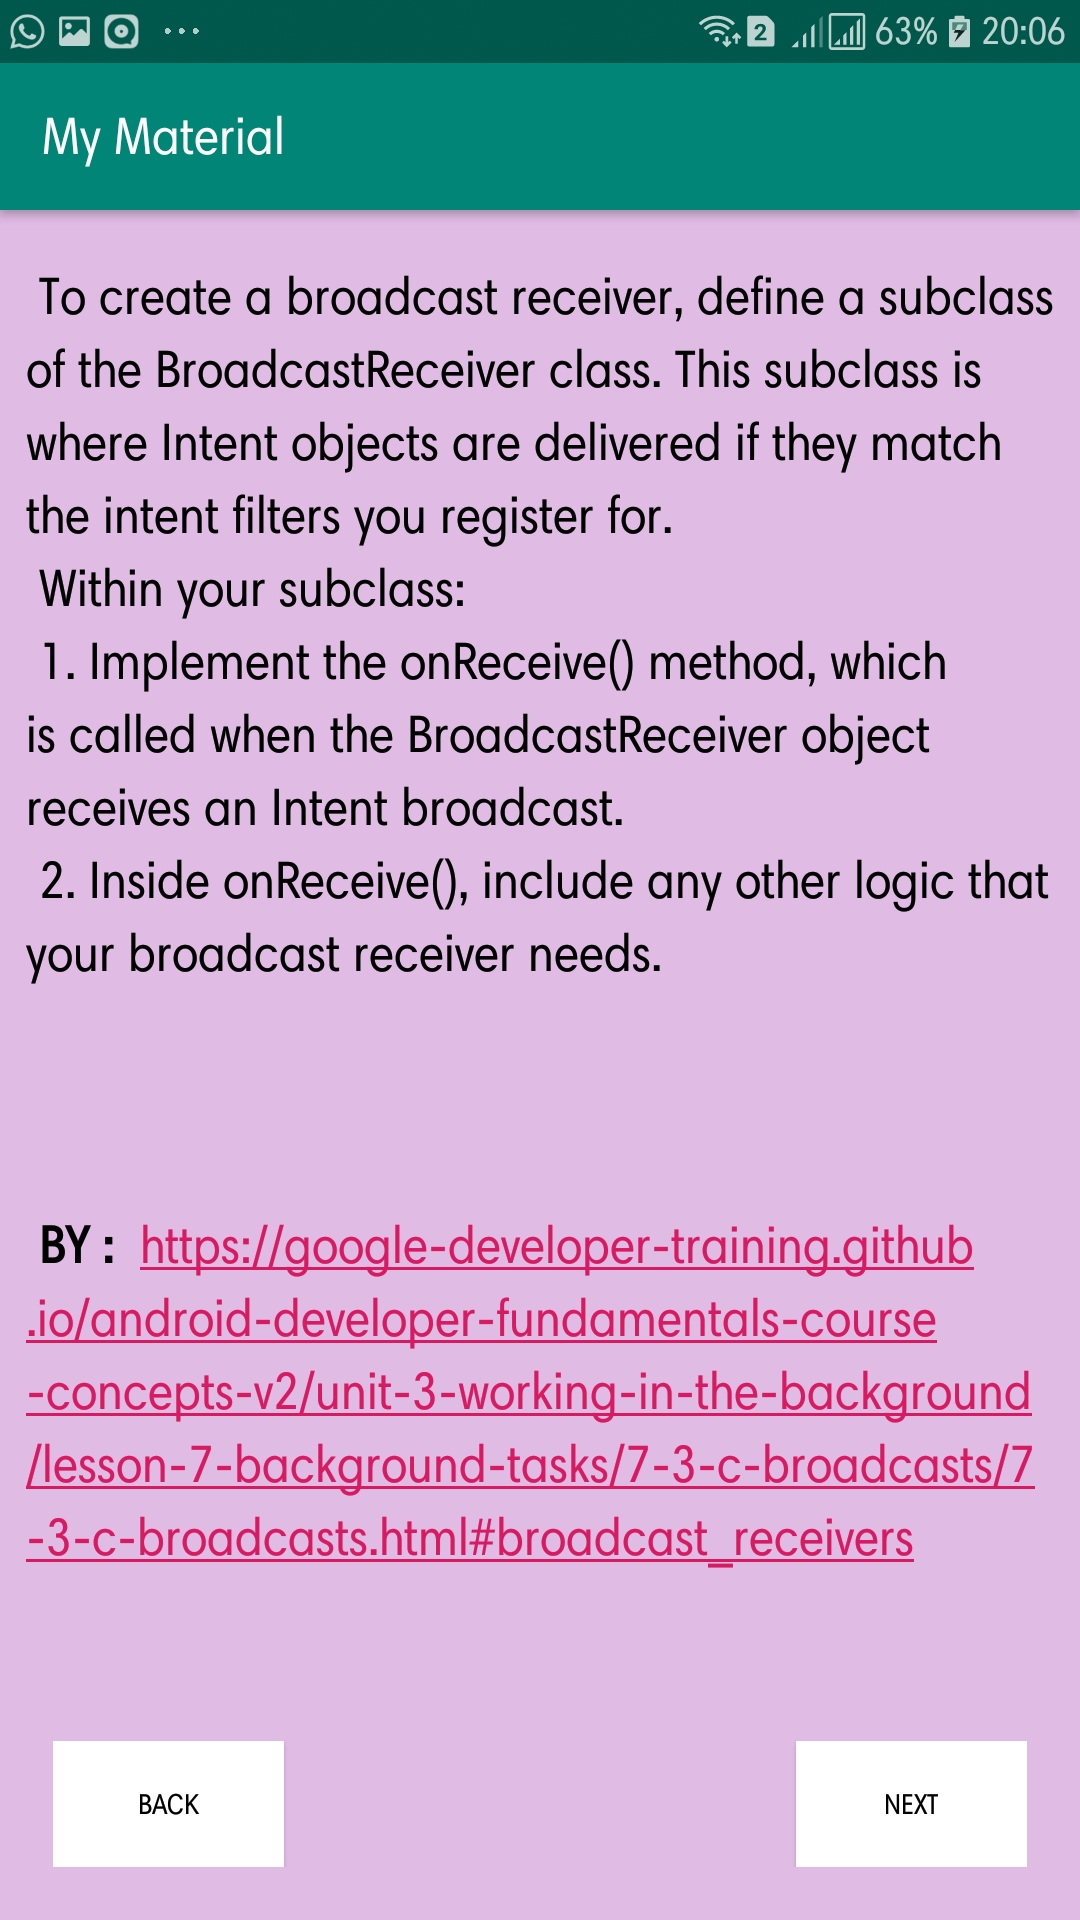 2 63% 20:06
My Material
To create a broadcast receiver, define a subclass
of the BroadcastReceiver class. This subclass is
where Intent objects are delivered if they match
the intent filters you register for.
Within your subclass:
1. Implement the onReceive() method, which
is called when the BroadcastReceiver object
receives an Intent broadcast.
2. Inside onReceive(), include any other logic that
your broadcast receiver needs.
BY : https://google-developer-training.github
.io/android-developer-fundamentals-course
-concepts-v2/unit-3-working-in-the-background
/lesson-7-background-tasks/7-3-c-broadcasts/7
-3-c-broadcasts.html#broadcast_receivers
BACK NEXT